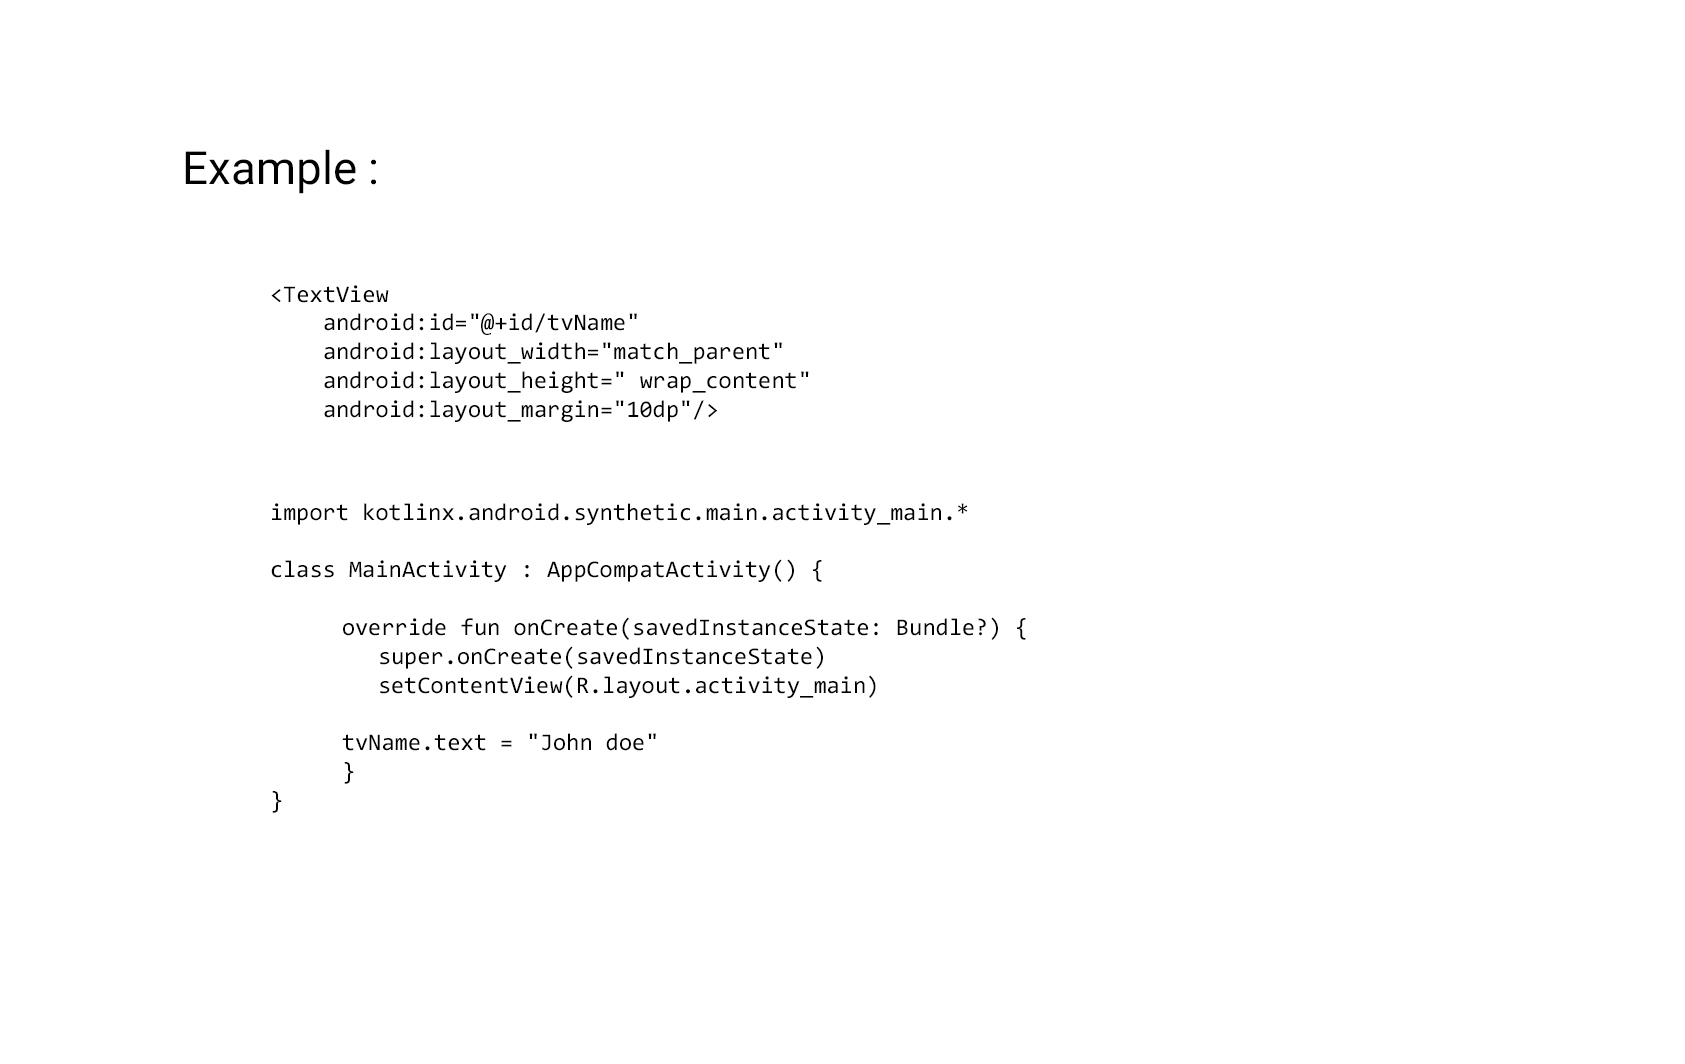 Example :
<TextView
android:id="@+id/tvName"
android:layout_width="match_parent"
android:layout_height=" wrap_content"
android:layout_margin="10dp"/>
import kotlinx.android.synthetic.main.activity_main.*
class MainActivity : AppCompatActivity() {
override fun onCreate(savedInstanceState: Bundle?) {
super.onCreate(savedInstanceState)
setContentView(R.layout.activity_main)
tvName.text = "John doe"
}
}